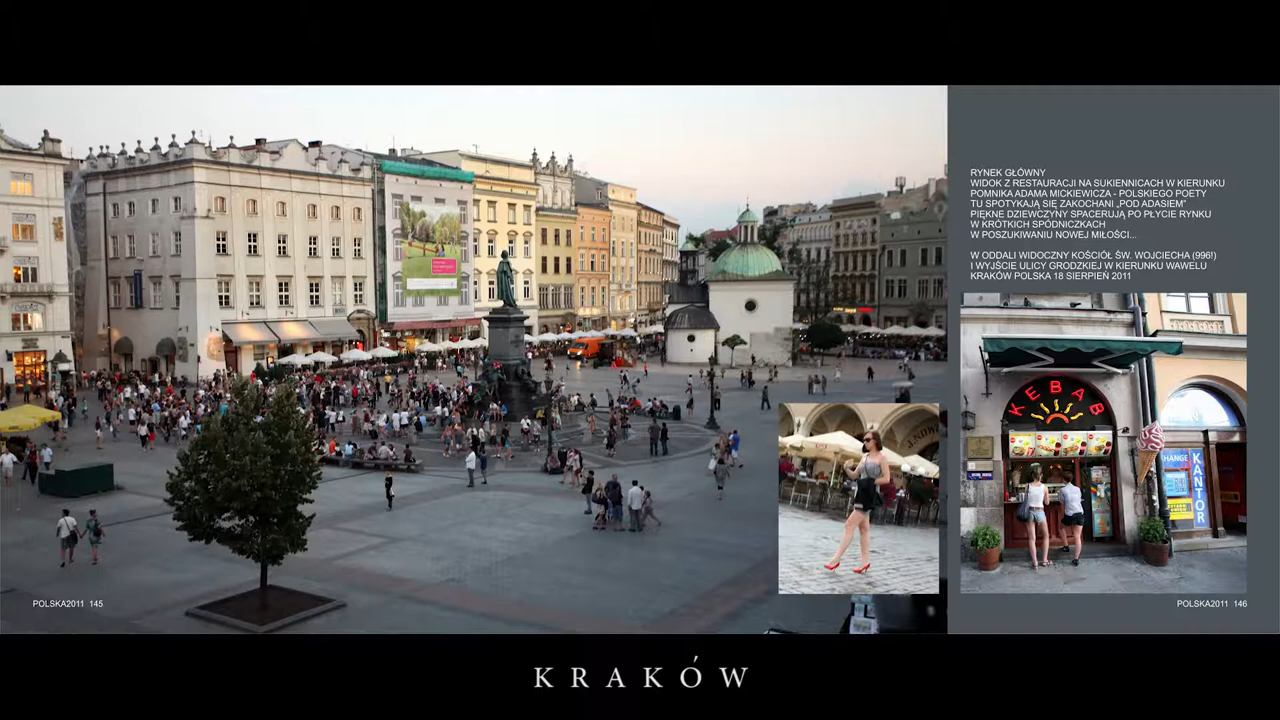 RYNEK GŁÓWNY
WIDOK Z RESTAURACJI NA SUKIENNICACH W KIERUNKU
POMNIKA ADAMA MICKIEWICZA - POLSKIEGO POETY
TU SPOTYKAJĄ SIĘ ZAKOCHANI „POD ADASIEM”
PIĘKNE DZIEWCZYNY SPACERUJĄ PO PŁYCIE RYNKU
W KRÓTKICH SPÓDNICZKACH
W POSZUKIWANIU NOWEJ MIŁOŚCI...
W ODDALI WIDOCZNY KOŚCIÓŁ ŚW. WOJCIECHA (996!)
I WYJŚCIE ULICY GRODZKIEJ W KIERUNKU WAWELU
KRAKÓW POLSKA 18 SIERPIEŃ 2011
KEBAB
HANGE
KANTOR
J.NOW
POLSKA2011 145
POLSKA2011 146
KRAKÓW